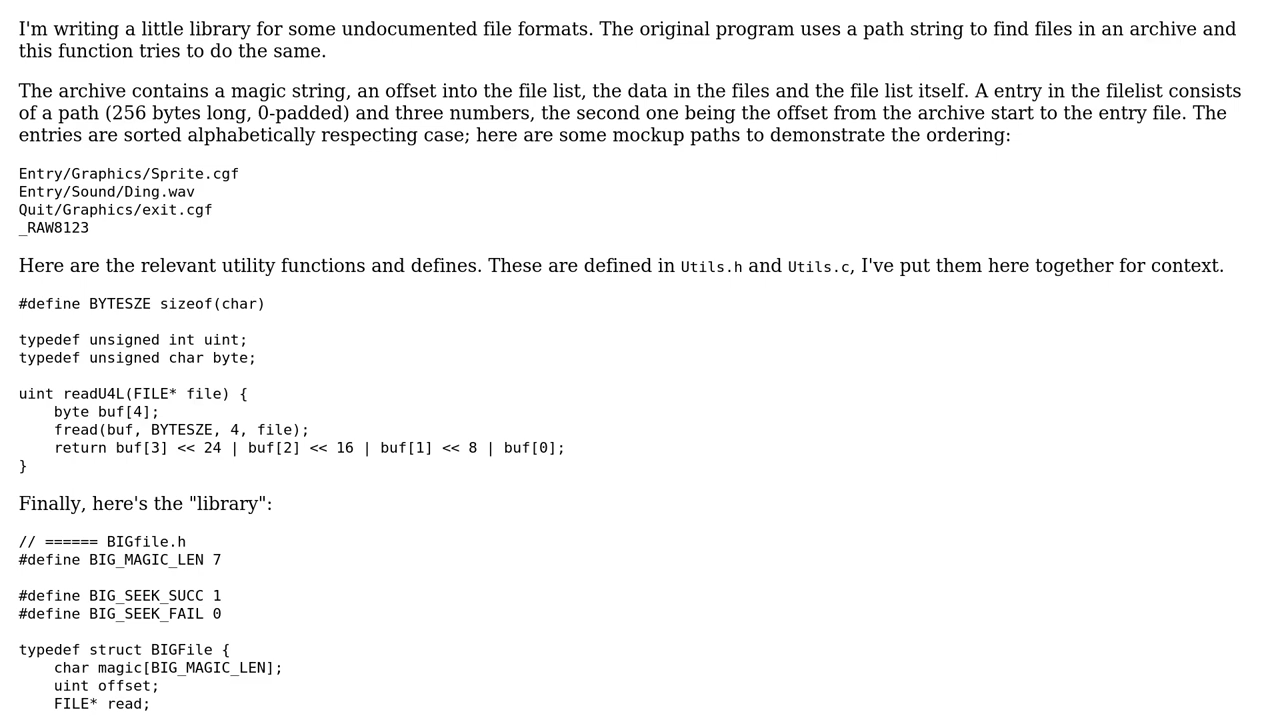 I'm writing a little library for some undocumented file formats. The original program uses a path string to find files in an archive and
this function tries to do the same.
The archive contains a magic string, an offset into the file list, the data in the files and the file list itself. A entry in the filelist consists
of a path (256 bytes long, 0-padded) and three numbers, the second one being the offset from the archive start to the entry file. The
entries are sorted alphabetically respecting case; here are some mockup paths to demonstrate the ordering:
Entry/Graphics/Sprite.cgf
Entry/Sound/Ding.wav
Quit/Graphics/exit.cgf
_RAW8123
Here are the relevant utility functions and defines. These are defined in Utils.h and Utils.c, I've put them here together for context.
#define BYTESZE sizeof(char)
typedef unsigned int uint;
typedef unsigned char byte;
uint readU4L(FILE* file) {
    byte buf[4];
    fread(buf, BYTESZE, 4, file);
    return buf[3] << 24 | buf[2] << 16 | buf[1] << 8 | buf[0];
}
Finally, here's the "library":
// ====== BIGfile.h
#define BIG_MAGIC_LEN 7
#define BIG_SEEK_SUCC 1
#define BIG_SEEK_FAIL 0
typedef struct BIGFile {
    char magic[BIG_MAGIC_LEN];
    uint offset;
    FILE* read;